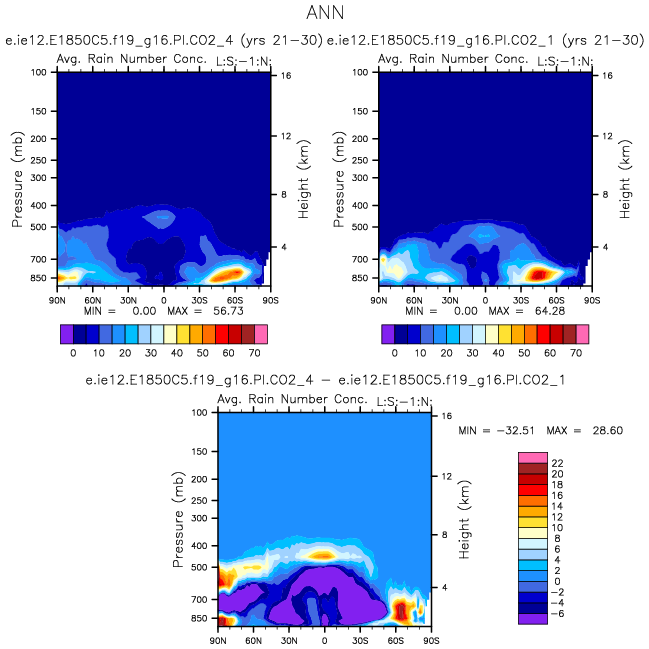 ANN
e.ie12.E1850C5.f19_g16.PI.CO2_4 (yrs 21-30) e.ie12.E1850C5.f19_g16.PI.CO2_1 (yrs 21-30)
Avg. Rain Number Conc. L:S:-1:N: Avg. Rain Number Conc. L:S:-1:N:
100 16 100 16
150 150
12 12
200 200
250 250
300 8 300 8
400 400
500 500
4 4
700 700
850 850
Pressure (mb) Height (km) Pressure (mb) Height (km)
90N 60N 30N 0 30S 60S 90S 90N 60N 30N 0 30S 60S 90S
MIN = 0.00 MAX = 56.73 MIN = 0.00 MAX = 64.28
0 10 20 30 40 50 60 70 0 10 20 30 40 50 60 70
e.ie12.E1850C5.f19_g16.PI.CO2_4 - e.ie12.E1850C5.f19_g16.PI.CO2_1
Avg. Rain Number Conc. L:S:-1:N:
100 16
150
12
200
250
300 8
400
500
4
700
850
Pressure (mb) Height (km)
90N 60N 30N 0 30S 60S 90S
MIN = -32.51 MAX = 28.60
22
20
18
16
14
12
10
8
6
4
2
0
-2
-4
-6